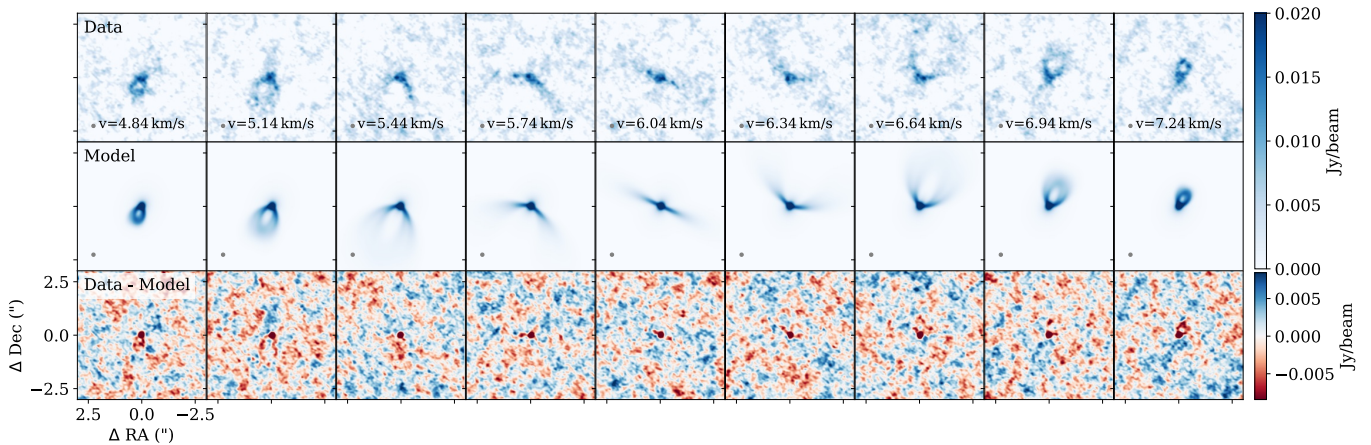 Data
v=4.84 km/s
v=5.14 km/s
v=5.44 km/s
v=5.74 km/s
v=6.04 km/s
v=6.34 km/s
v=6.64 km/s
v=6.94 km/s
v=7.24 km/s
0.020
0.015
0.010
0.005
0.000
Jy/beam
Model
Data - Model
2.5
0.0
−2.5
Δ Dec (")
0.005
0.000
−0.005
Jy/beam
2.5
0.0
−2.5
Δ RA (")